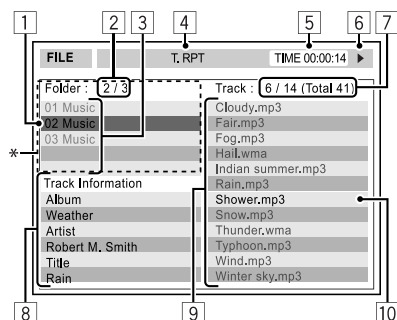 1 2 3 4 5 6 7
FILE T. RPT TIME 00:00:14
Folder : 2 / 3 Track : 6 / 14 (Total 41)
01 Music
02 Music
03 Music
*
Track Information
Album
Weather
Artist
Robert M. Smith
Title
Rain
Cloudy.mp3
Fair.mp3
Fog.mp3
Hail.wma
Indian summer.mp3
Rain.mp3
Shower.mp3
Snow.mp3
Thunder.wma
Typhoon.mp3
Wind.mp3
Winter sky.mp3
8 9 10